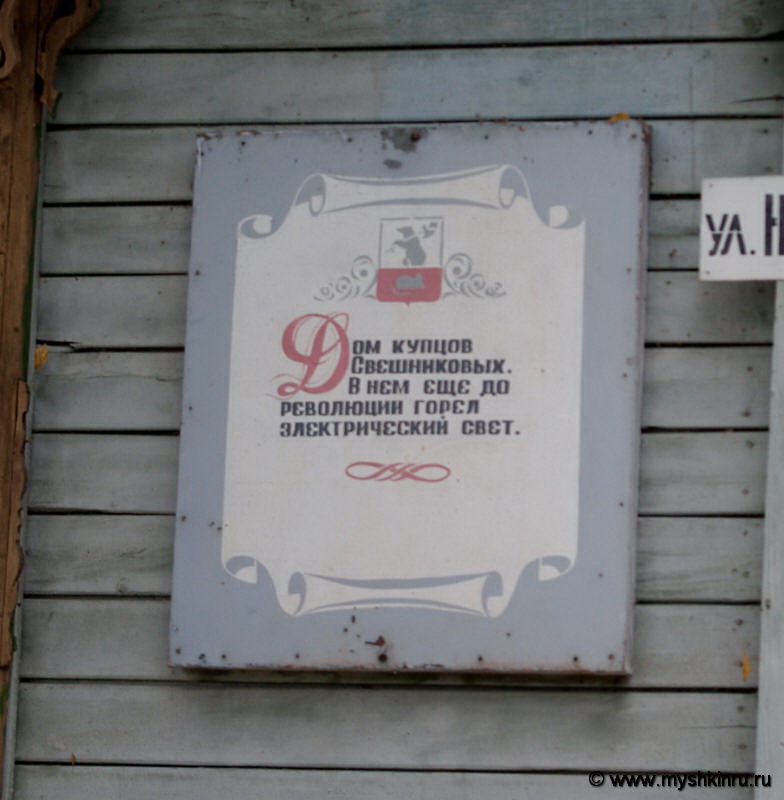 Дом купцов
Свешниковых.
В нем еще до
революции горел
электрический свет.
ул. Н
© www.myshkinru.ru